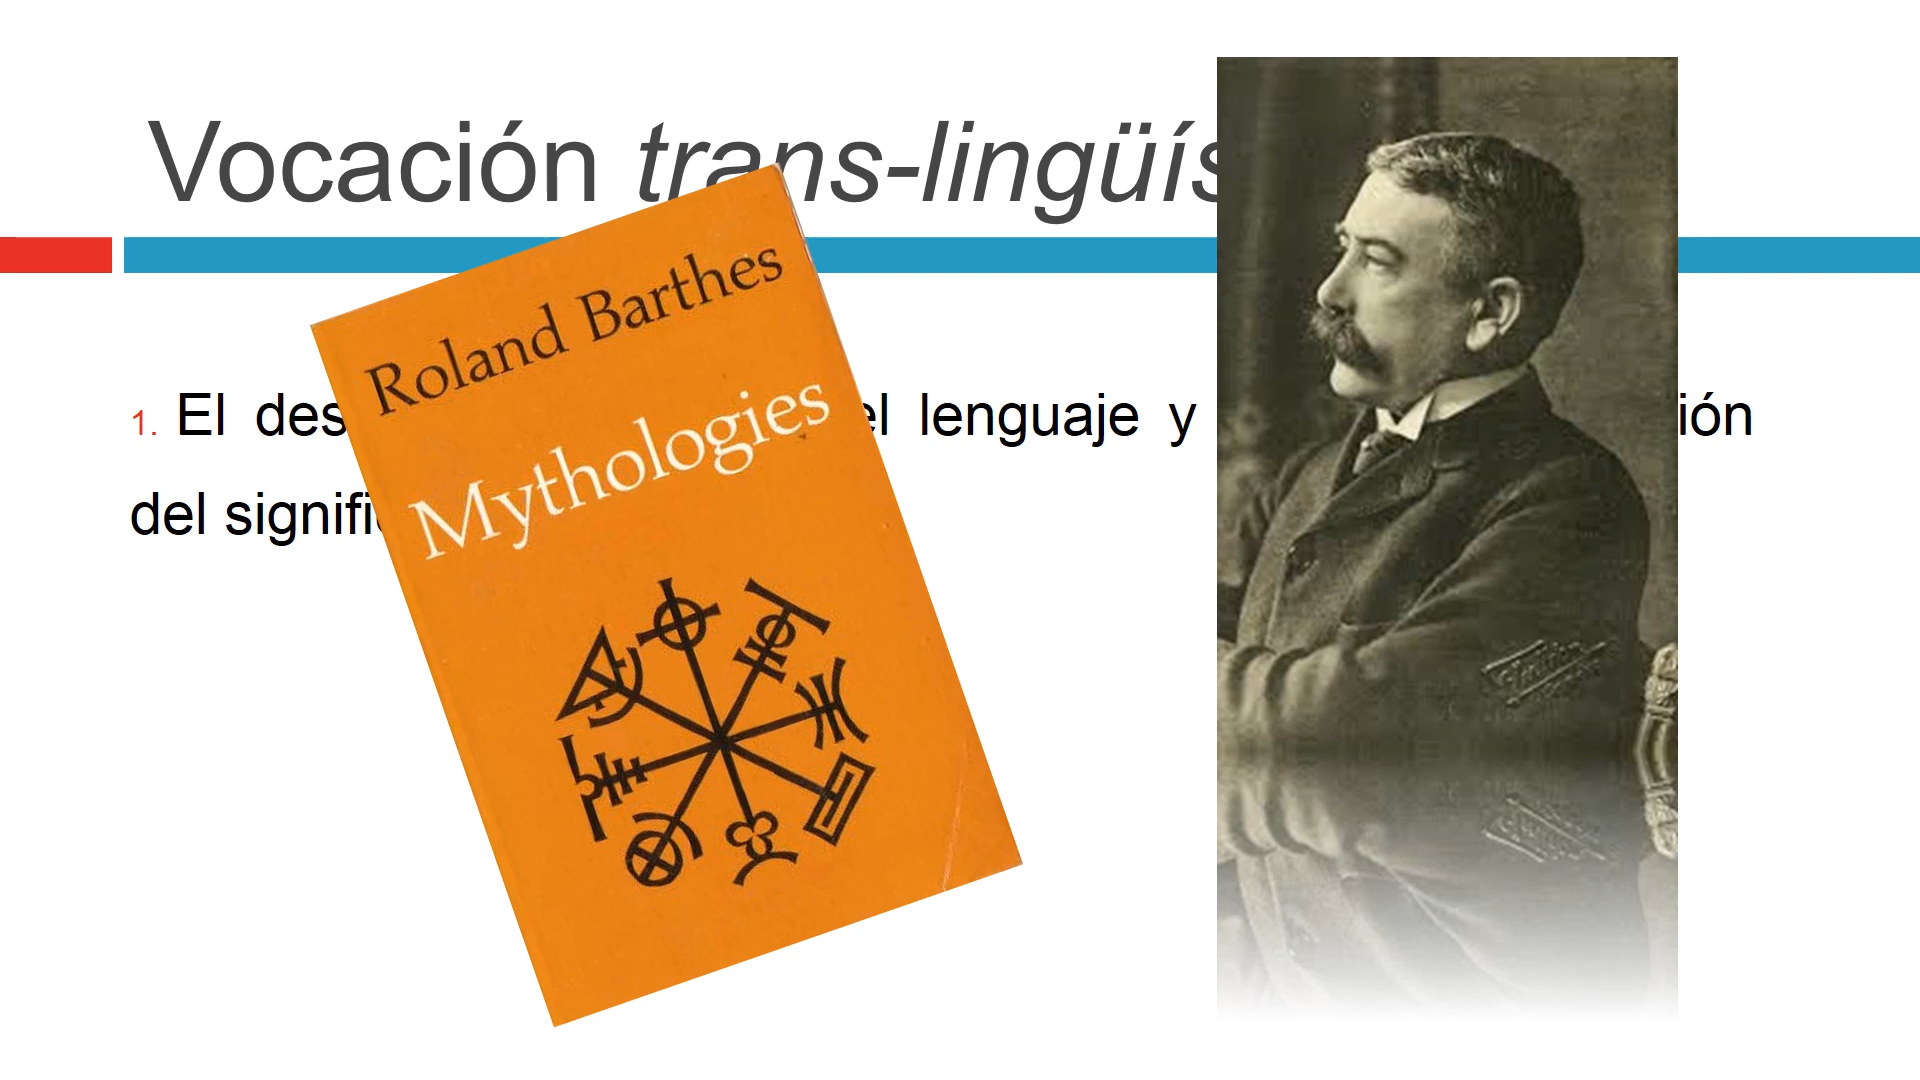 Vocación trans-lingüís
Roland Barthes
Mythologies
1. El des el lenguaje y ión
del signifi